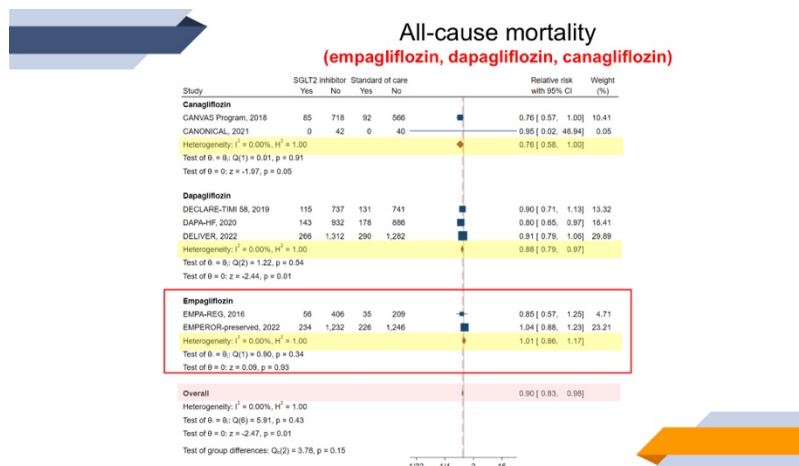 All-cause mortality
(empagliflozin, dapagliflozin, canagliflozin)
SGLT2 inhibitor Standard of care Relative risk Weight
Study Yes No Yes No with 95% CI (%)
Canagliflozin
CANVAS Program, 2018 85 718 92 566 0.76 [ 0.57, 1.00] 10.41
CANONICAL, 2021 0 42 0 40 0.95 [ 0.02, 46.94] 0.05
Heterogeneity: I² = 0.00%, H² = 1.00 0.76 [ 0.58, 1.00]
Test of θᵢ = θⱼ: Q(1) = 0.01, p = 0.91
Test of θ = 0: z = -1.97, p = 0.05
Dapagliflozin
DECLARE-TIMI 58, 2019 115 737 131 741 0.90 [ 0.71, 1.13] 13.32
DAPA-HF, 2020 143 932 178 886 0.80 [ 0.65, 0.97] 18.41
DELIVER, 2022 266 1,312 290 1,282 0.91 [ 0.79, 1.06] 29.89
Heterogeneity: I² = 0.00%, H² = 1.00 0.88 [ 0.79, 0.97]
Test of θᵢ = θⱼ: Q(2) = 1.22, p = 0.54
Test of θ = 0: z = -2.44, p = 0.01
Empagliflozin
EMPA-REG, 2016 56 406 35 209 0.85 [ 0.57, 1.25] 4.71
EMPEROR-preserved, 2022 234 1,232 226 1,246 1.04 [ 0.88, 1.23] 23.21
Heterogeneity: I² = 0.00%, H² = 1.00 1.01 [ 0.86, 1.17]
Test of θᵢ = θⱼ: Q(1) = 0.90, p = 0.34
Test of θ = 0: z = 0.09, p = 0.93
Overall 0.90 [ 0.83, 0.98]
Heterogeneity: I² = 0.00%, H² = 1.00
Test of θᵢ = θⱼ: Q(6) = 5.91, p = 0.43
Test of θ = 0: z = -2.47, p = 0.01
Test of group differences: Q_b(2) = 3.78, p = 0.15